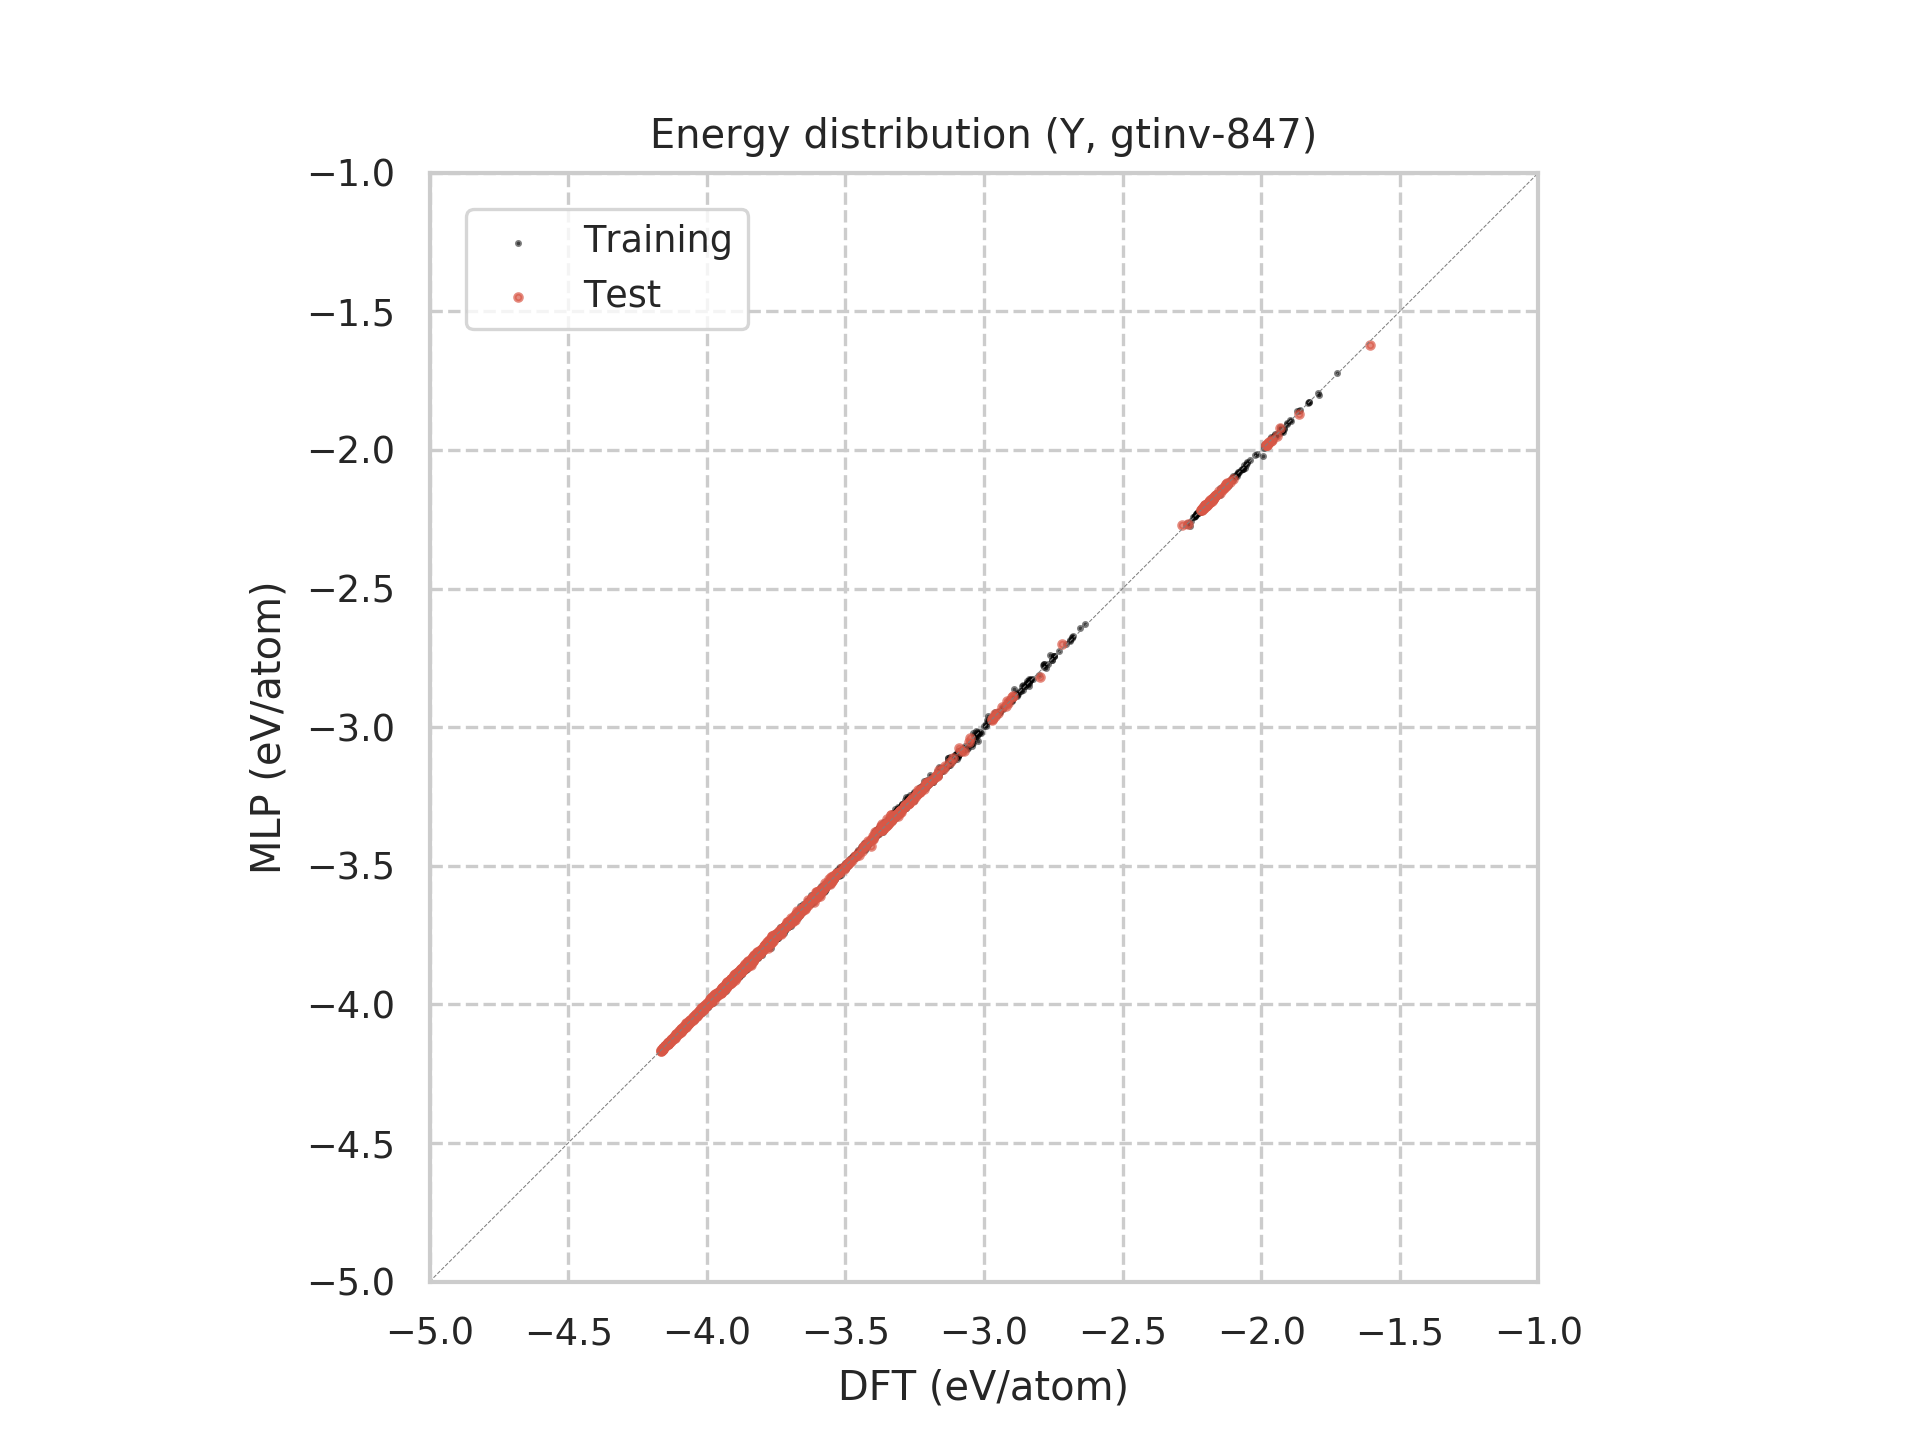 Energy distribution (Y, gtinv-847)
−1.0
−1.5
−2.0
−2.5
−3.0
−3.5
−4.0
−4.5
−5.0
Training
Test
MLP (eV/atom)
−5.0 −4.5 −4.0 −3.5 −3.0 −2.5 −2.0 −1.5 −1.0
DFT (eV/atom)